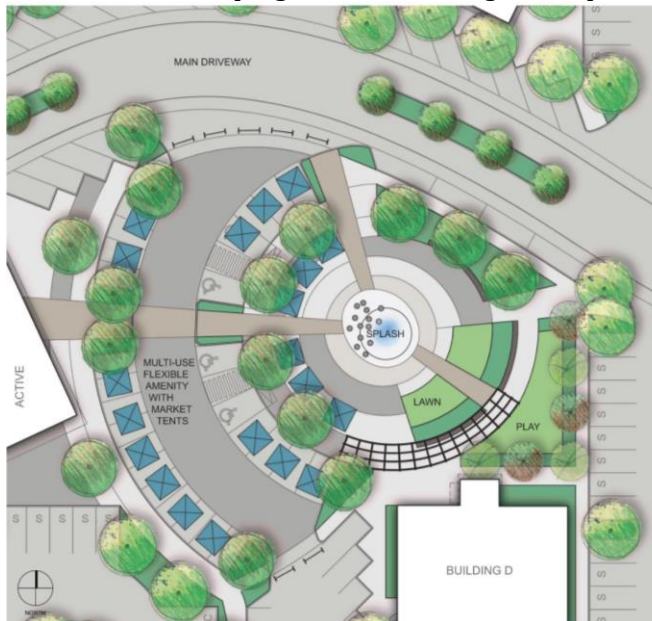 MAIN DRIVEWAY
SPLASH
MULTI-USE
FLEXIBLE
AMENITY
WITH
MARKET
TENTS
ACTIVE
LAWN
PLAY
BUILDING D
S S S S S
NORTH